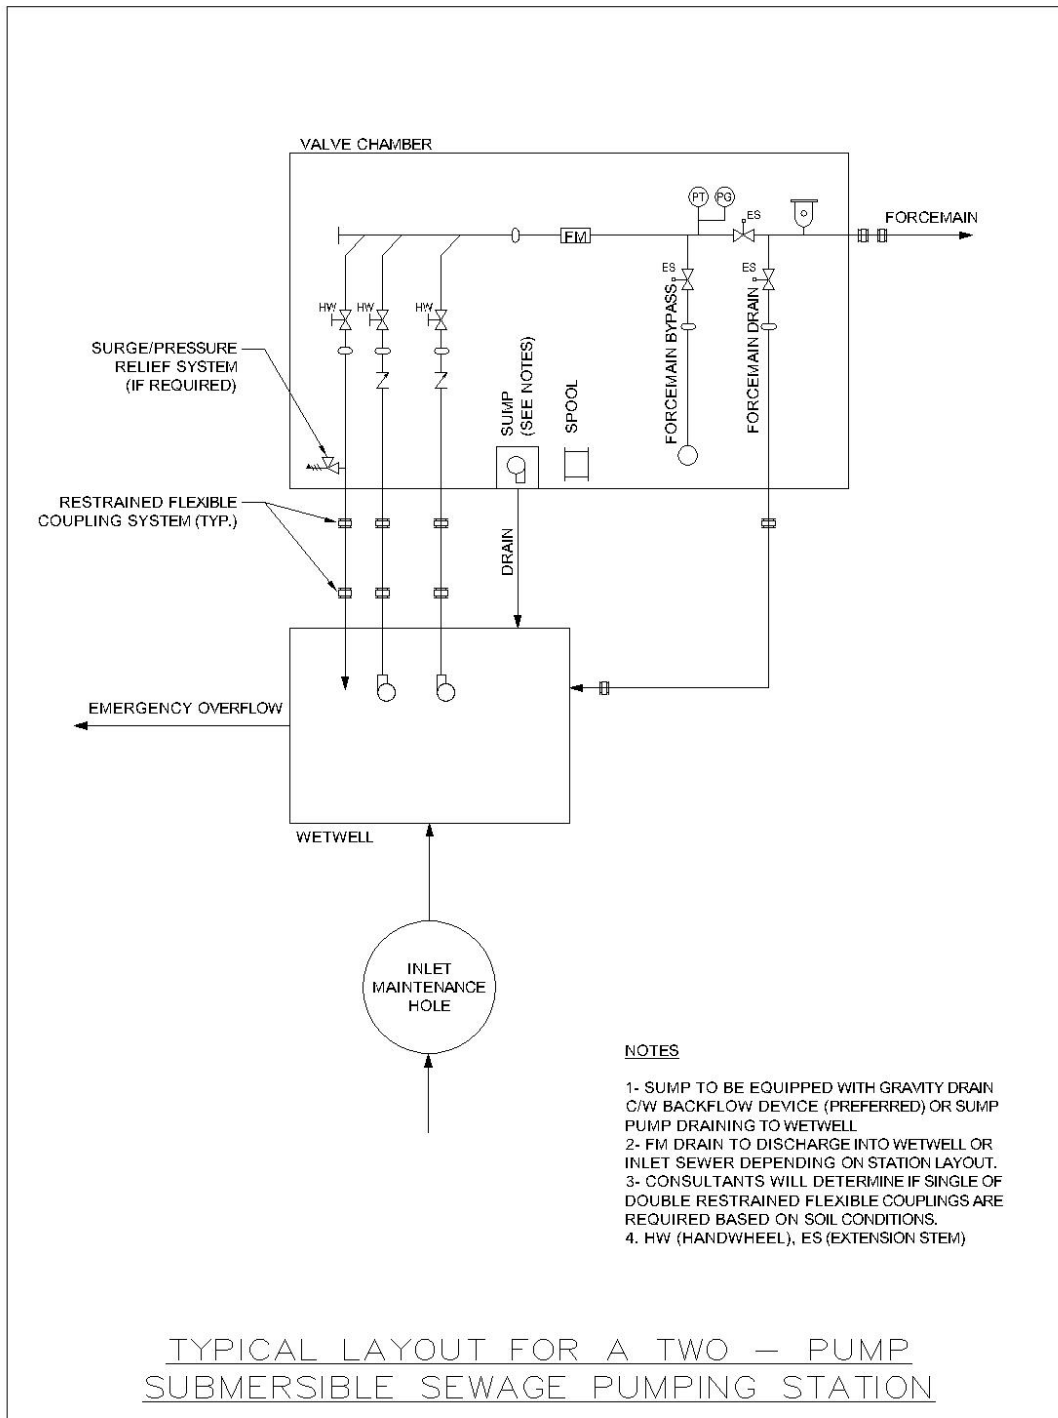 VALVE CHAMBER
PT
PG
ES
FORCEMAIN
FM
ES
ES
HW
HW
HW
FORCEMAIN BYPASS
FORCEMAIN DRAIN
SURGE/PRESSURE
RELIEF SYSTEM
(IF REQUIRED)
SUMP
(SEE NOTES)
SPOOL
RESTRAINED FLEXIBLE
COUPLING SYSTEM (TYP.)
DRAIN
EMERGENCY OVERFLOW
WETWELL
INLET
MAINTENANCE
HOLE
NOTES
1- SUMP TO BE EQUIPPED WITH GRAVITY DRAIN
C/W BACKFLOW DEVICE (PREFERRED) OR SUMP
PUMP DRAINING TO WETWELL
2- FM DRAIN TO DISCHARGE INTO WETWELL OR
INLET SEWER DEPENDING ON STATION LAYOUT.
3- CONSULTANTS WILL DETERMINE IF SINGLE OF
DOUBLE RESTRAINED FLEXIBLE COUPLINGS ARE
REQUIRED BASED ON SOIL CONDITIONS.
4. HW (HANDWHEEL), ES (EXTENSION STEM)
TYPICAL LAYOUT FOR A TWO – PUMP
SUBMERSIBLE SEWAGE PUMPING STATION